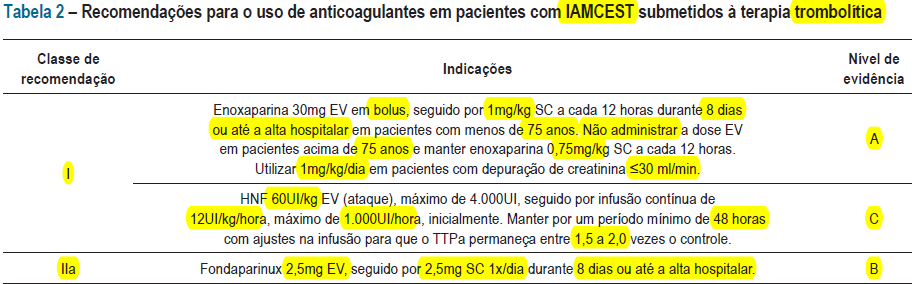 Tabela 2 – Recomendações para o uso de anticoagulantes em pacientes com IAMCEST submetidos à terapia trombolítica
Classe de recomendação
Indicações
Nível de evidência
I
Enoxaparina 30mg EV em bolus, seguido por 1mg/kg SC a cada 12 horas durante 8 dias
ou até a alta hospitalar em pacientes com menos de 75 anos. Não administrar a dose EV
em pacientes acima de 75 anos e manter enoxaparina 0,75mg/kg SC a cada 12 horas.
Utilizar 1mg/kg/dia em pacientes com depuração de creatinina ≤30 ml/min.
A
HNF 60UI/kg EV (ataque), máximo de 4.000UI, seguido por infusão contínua de
12UI/kg/hora, máximo de 1.000UI/hora, inicialmente. Manter por um período mínimo de 48 horas
com ajustes na infusão para que o TTPa permaneça entre 1,5 a 2,0 vezes o controle.
C
IIa
Fondaparinux 2,5mg EV, seguido por 2,5mg SC 1x/dia durante 8 dias ou até a alta hospitalar.
B